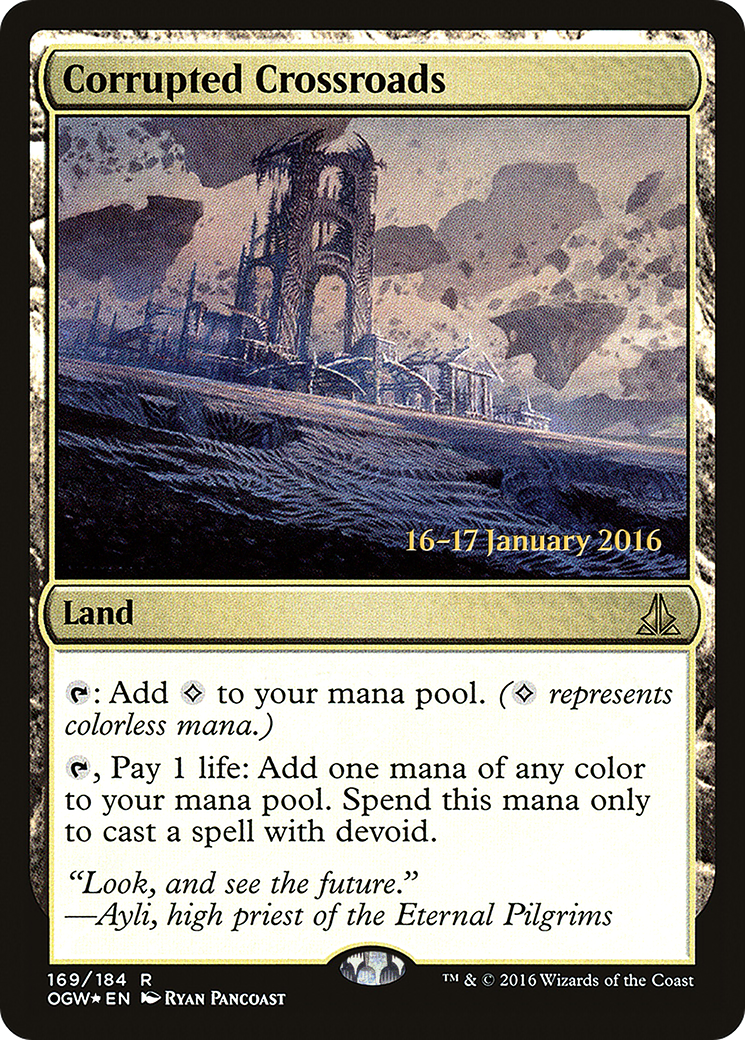 Corrupted Crossroads
16–17 January 2016
Land
: Add to your mana pool. ( represents
colorless mana.)
, Pay 1 life: Add one mana of any color
to your mana pool. Spend this mana only
to cast a spell with devoid.
“Look, and see the future.”
—Ayli, high priest of the Eternal Pilgrims
169/184 R
™ & © 2016 Wizards of the Coast
OGW★EN Ryan Pancoast